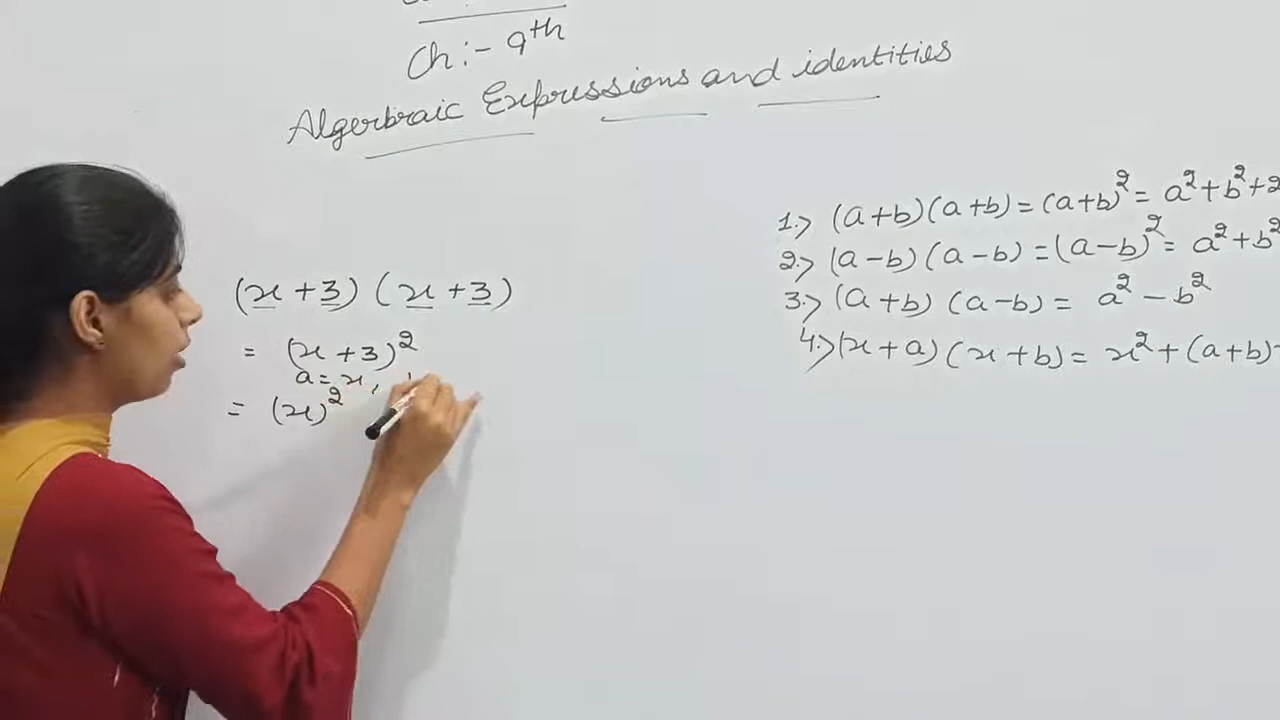 Ch:- 9th
Algerbraic Expressions and identities
(x+3) (x+3)
= (x+3)²
a = x,
= (x)²
1.> (a+b)(a+b) = (a+b)² = a²+b²+2
2.> (a-b)(a-b) = (a-b)² = a²+b²
3.> (a+b) (a-b) = a² - b²
4.> (x+a) (x+b) = x² + (a+b)